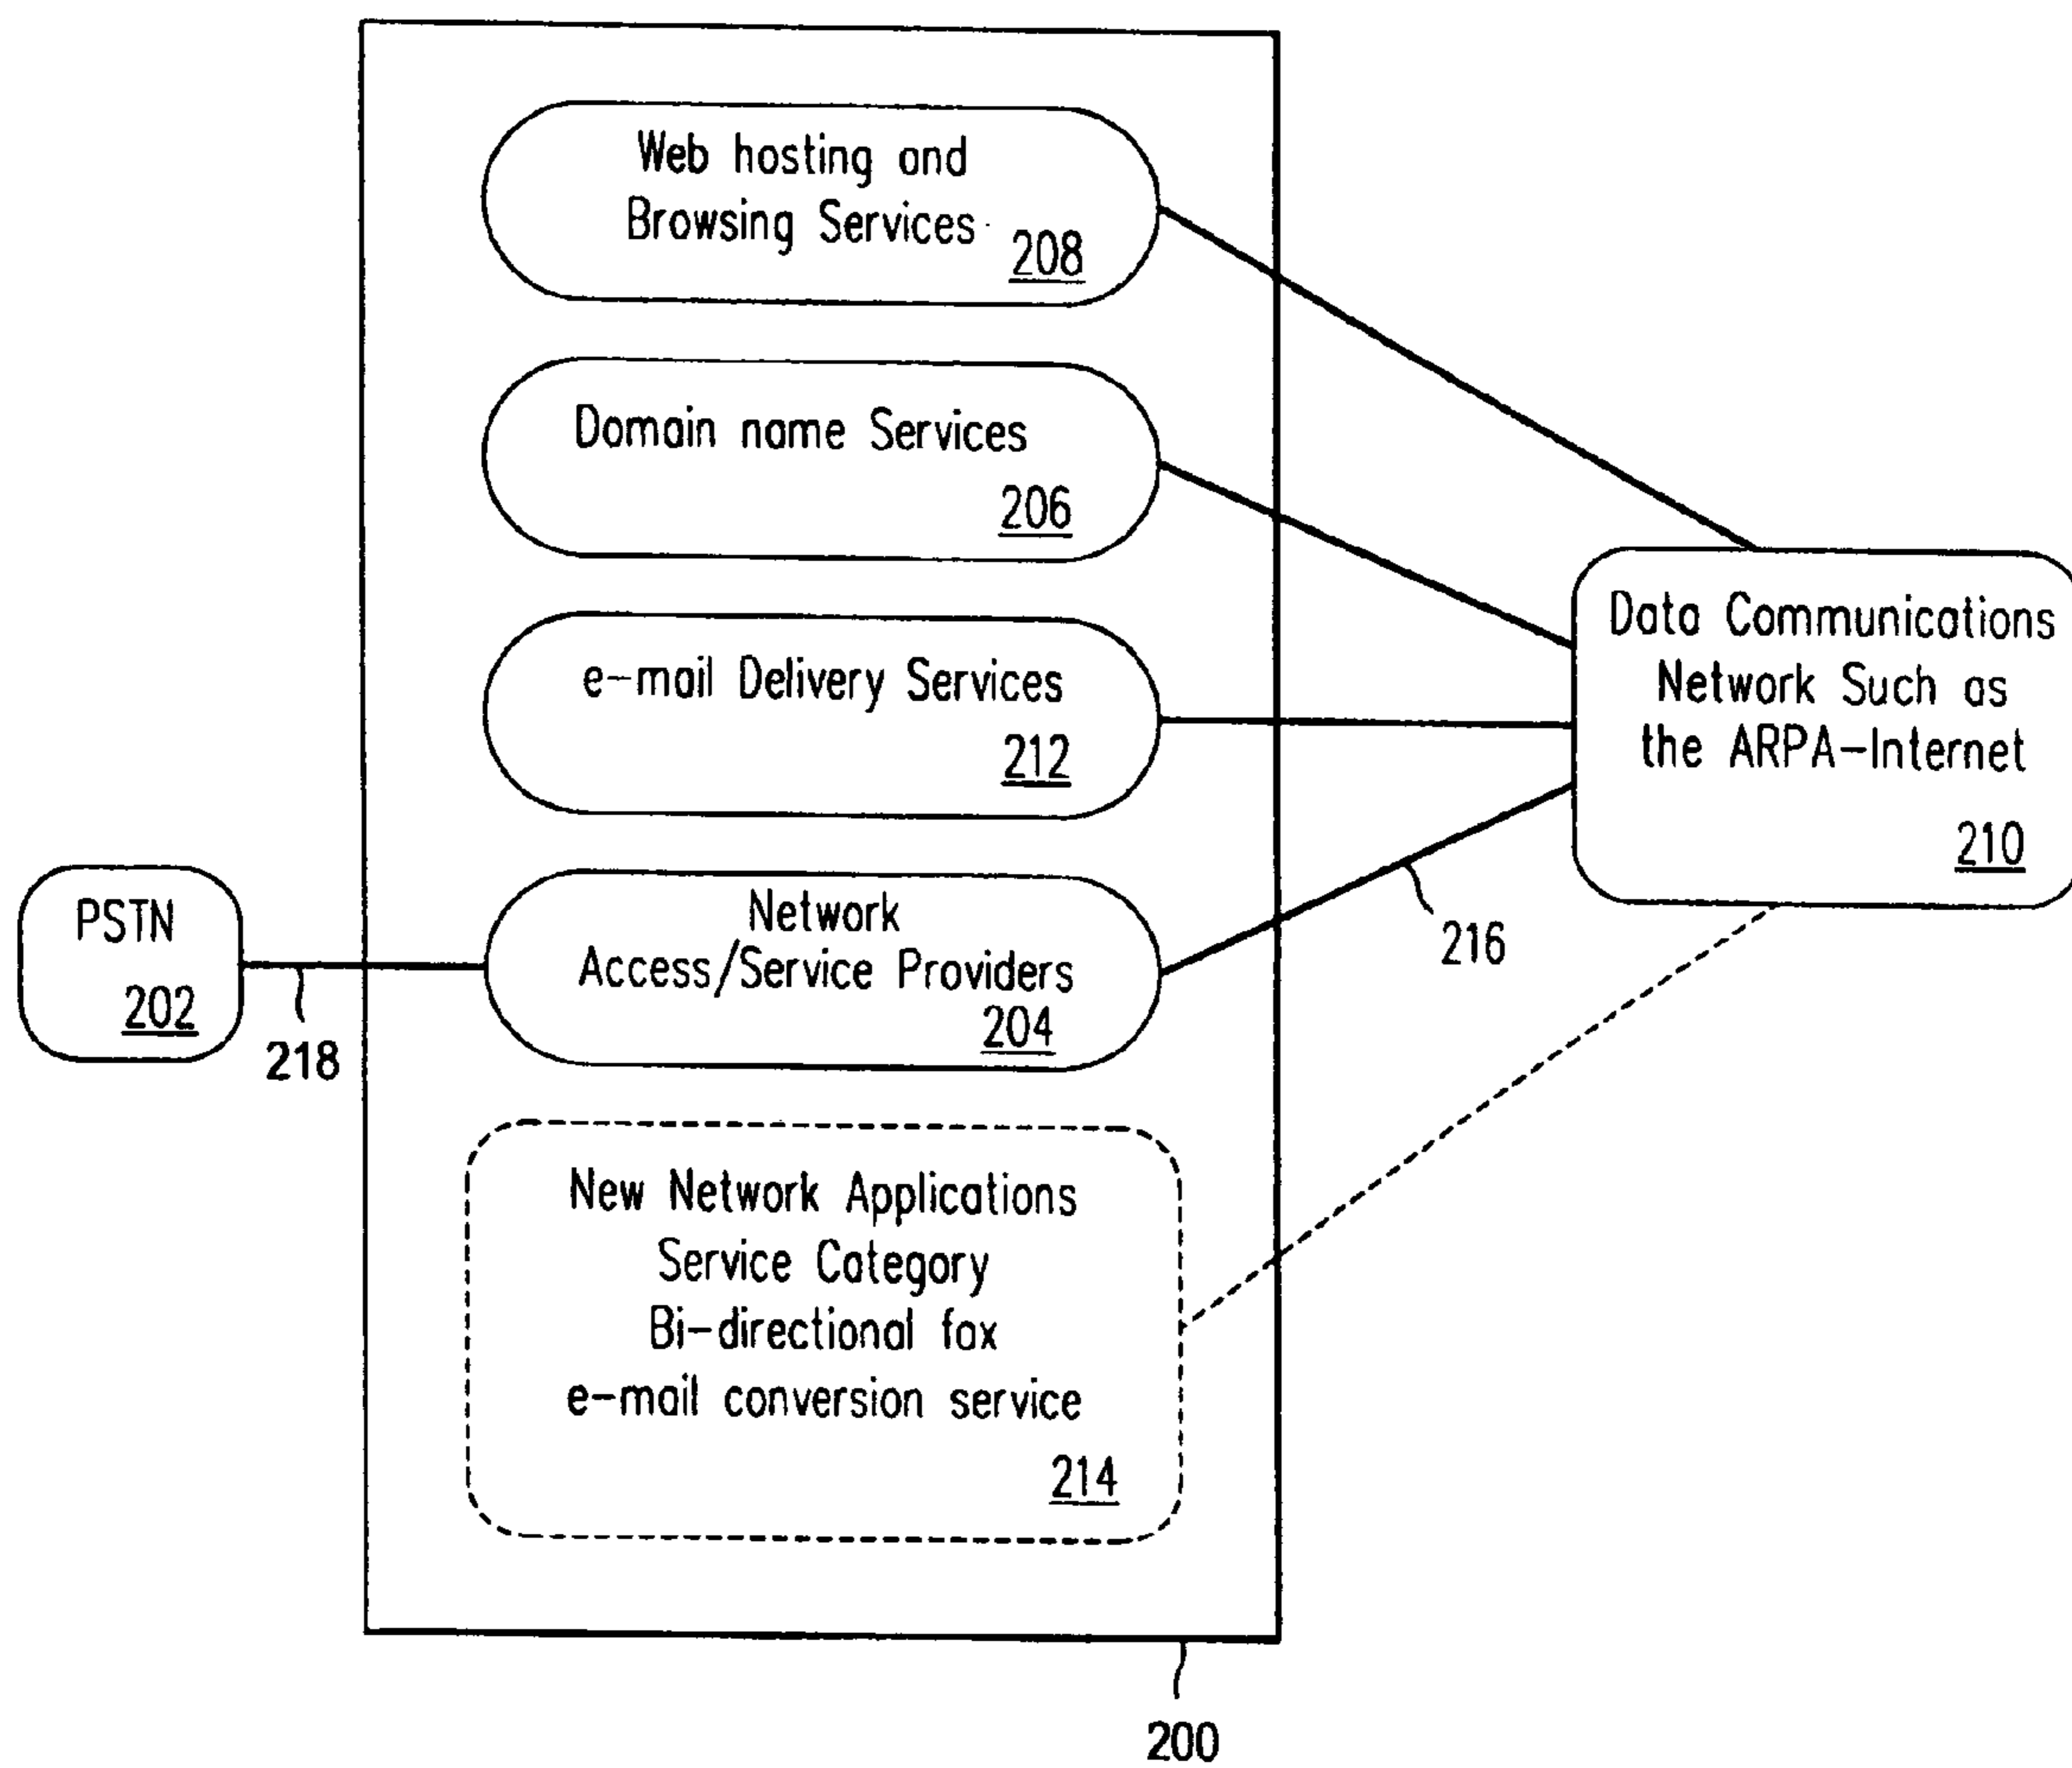 Web hosting and
Browsing Services
208
Domain name Services
206
e-mail Delivery Services
212
Data Communications
Network Such as
the ARPA-Internet
210
PSTN
202
218
Network
Access/Service Providers
204
216
New Network Applications
Service Category
Bi-directional fax
e-mail conversion service
214
200